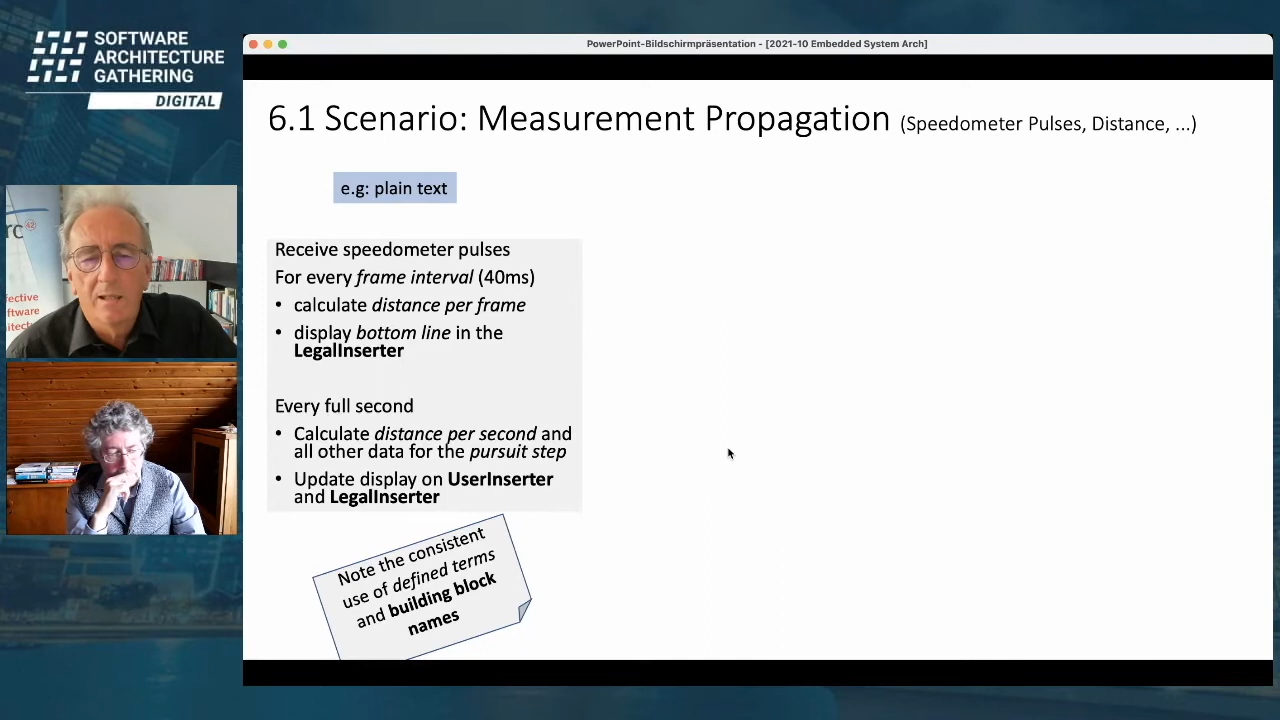 SOFTWARE
ARCHITECTURE
GATHERING
DIGITAL
PowerPoint-Bildschirmpräsentation - [2021-10 Embedded System Arch]
6.1 Scenario: Measurement Propagation (Speedometer Pulses, Distance, ...)
e.g: plain text
Receive speedometer pulses
For every frame interval (40ms)
• calculate distance per frame
• display bottom line in the
LegalInserter
Every full second
• Calculate distance per second and
all other data for the pursuit step
• Update display on UserInserter
and LegalInserter
Note the consistent
use of defined terms
and building block
names
rc42